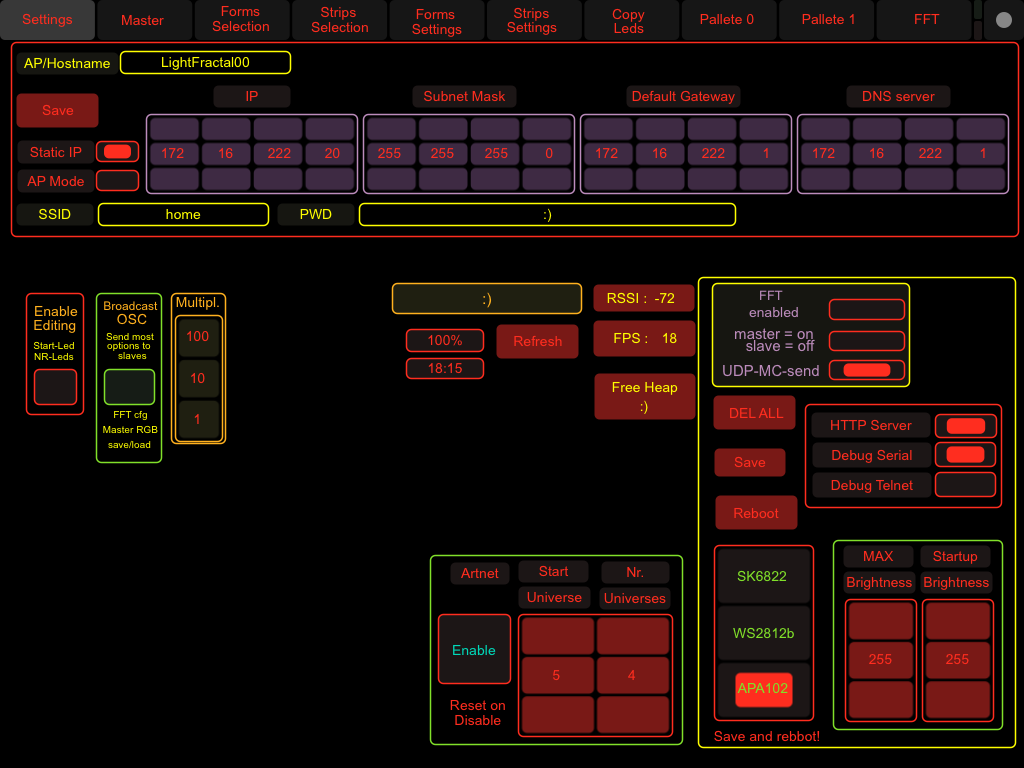 Settings
Master
Forms
Selection
Strips
Selection
Forms
Settings
Strips
Settings
Copy
Leds
Pallete 0
Pallete 1
FFT
AP/Hostname
LightFractal00
Save
IP
Subnet Mask
Default Gateway
DNS server
Static IP
172 16 222 20
255 255 255 0
172 16 222 1
172 16 222 1
AP Mode
SSID
home
PWD
:)
Enable
Editing
Start-Led
NR-Leds
Broadcast
OSC
Send most
options to
slaves
FFT cfg
Master RGB
save/load
Multipl.
100
10
1
:)
100%
18:15
Refresh
RSSI : -72
FPS : 18
Free Heap
:)
FFT
enabled
master = on
slave = off
UDP-MC-send
DEL ALL
Save
Reboot
HTTP Server
Debug Serial
Debug Telnet
Artnet
Start
Universe
Nr.
Universes
Enable
5
4
Reset on
Disable
SK6822
WS2812b
APA102
Save and rebbot!
MAX
Brightness
Startup
Brightness
255
255